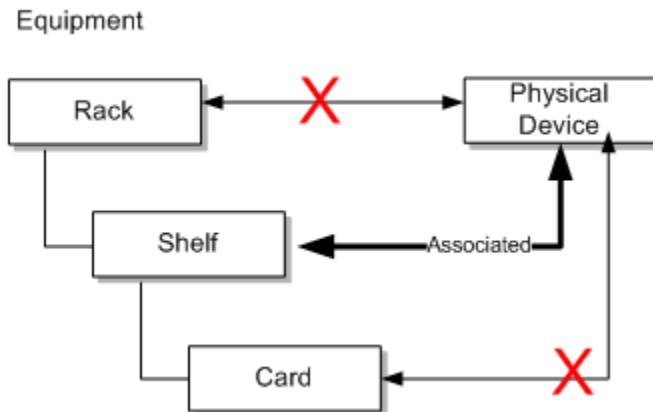 Equipment
Rack
Physical
Device
Shelf
Associated
Card